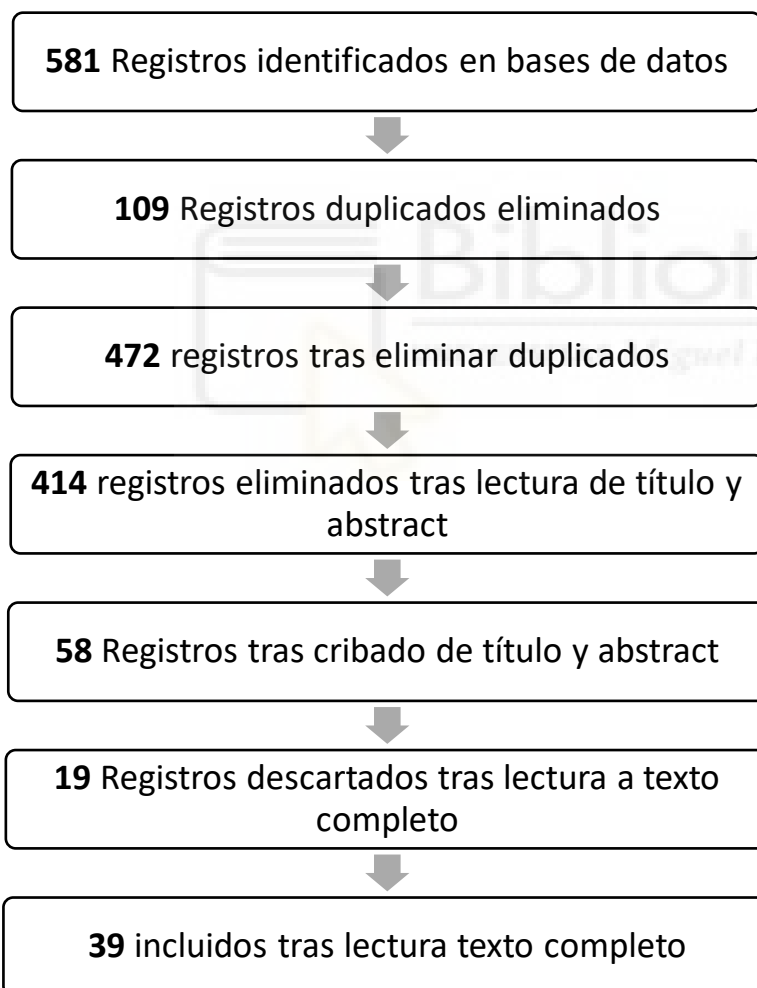 581 Registros identificados en bases de datos
109 Registros duplicados eliminados
Bibliot
472 registros tras eliminar duplicados
414 registros eliminados tras lectura de título y
abstract
58 Registros tras cribado de título y abstract
19 Registros descartados tras lectura a texto
completo
39 incluidos tras lectura texto completo